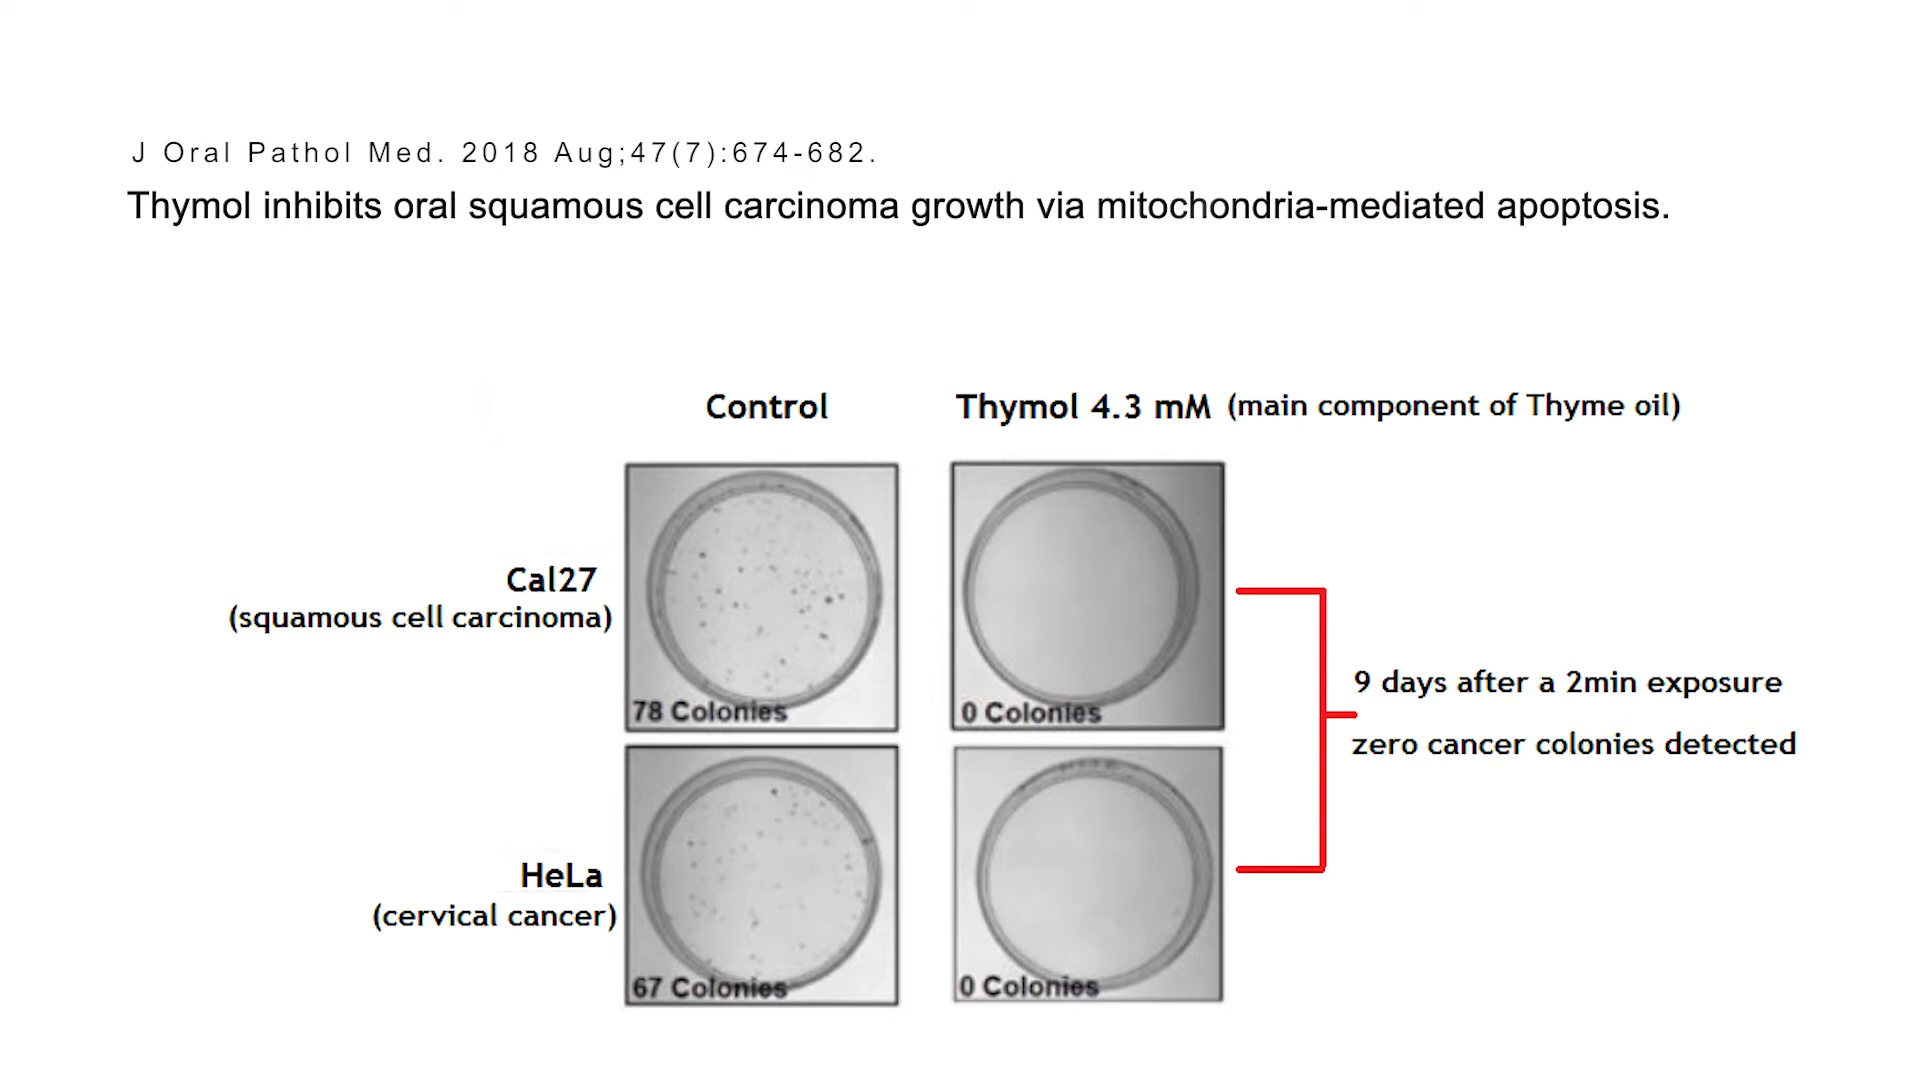 J Oral Pathol Med. 2018 Aug;47(7):674-682.
Thymol inhibits oral squamous cell carcinoma growth via mitochondria-mediated apoptosis.
Control
Thymol 4.3 mM (main component of Thyme oil)
Cal27
(squamous cell carcinoma)
78 Colonies
0 Colonies
9 days after a 2min exposure
zero cancer colonies detected
HeLa
(cervical cancer)
67 Colonies
0 Colonies